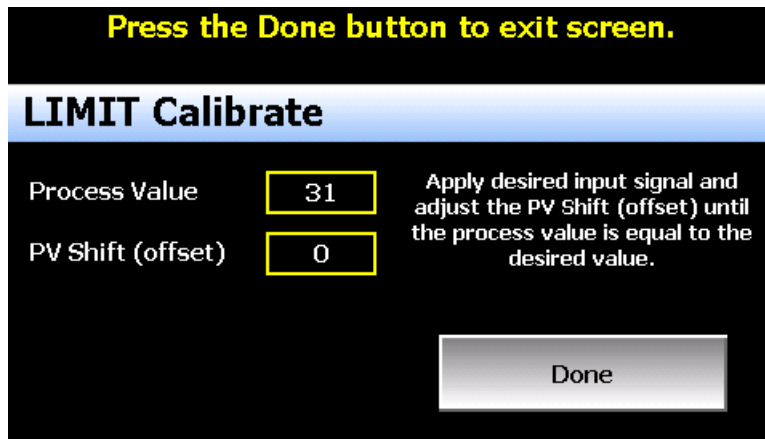 Press the Done button to exit screen.
LIMIT Calibrate
Process Value 31
PV Shift (offset) 0
Apply desired input signal and
adjust the PV Shift (offset) until
the process value is equal to the
desired value.
Done